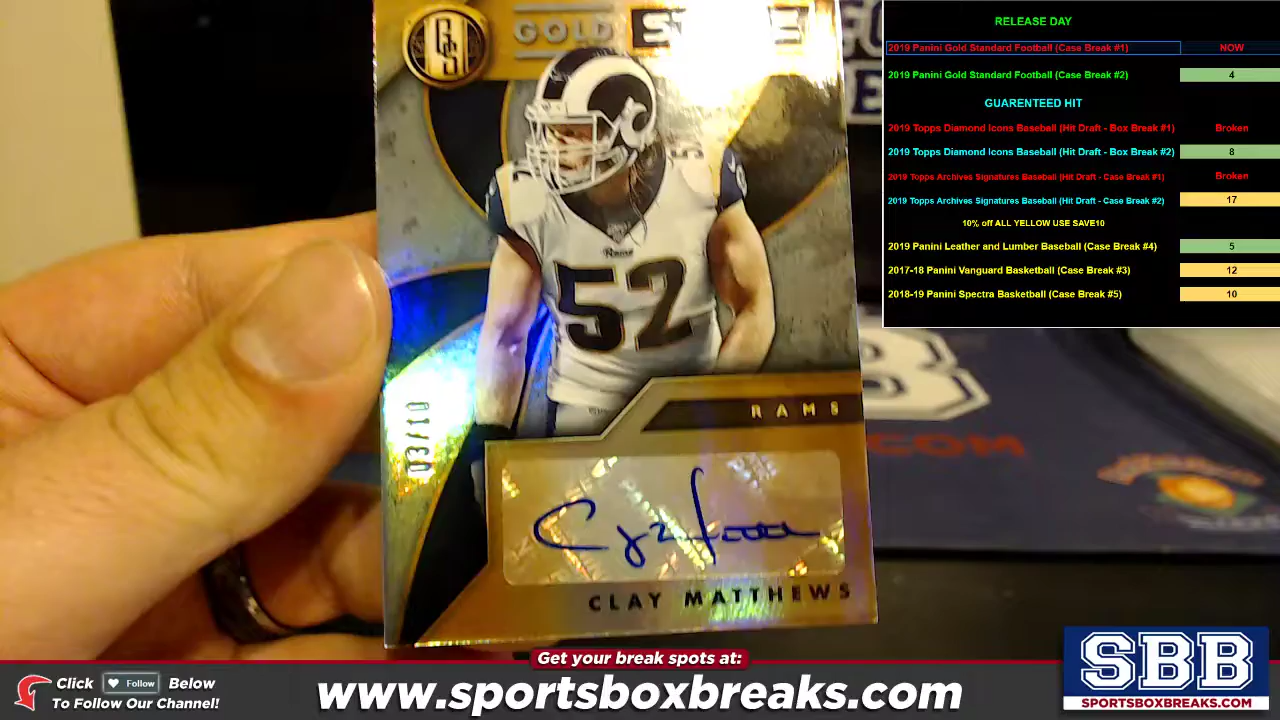 GOLD
GS
52
52
Rams
52
03/10
RAMS
CLAY MATTHEWS
RELEASE DAY
2019 Panini Gold Standard Football (Case Break #1) NOW
2019 Panini Gold Standard Football (Case Break #2) 4
GUARENTEED HIT
2019 Topps Diamond Icons Baseball (Hit Draft - Box Break #1) Broken
2019 Topps Diamond Icons Baseball (Hit Draft - Box Break #2) 8
2019 Topps Archives Signatures Baseball (Hit Draft - Case Break #1) Broken
2019 Topps Archives Signatures Baseball (Hit Draft - Case Break #2) 17
10% off ALL YELLOW USE SAVE10
2019 Panini Leather and Lumber Baseball (Case Break #4) 5
2017-18 Panini Vanguard Basketball (Case Break #3) 12
2018-19 Panini Spectra Basketball (Case Break #5) 10
.COM
Get your break spots at:
Click Follow Below
To Follow Our Channel!
www.sportsboxbreaks.com
SBB
SPORTSBOXBREAKS.COM